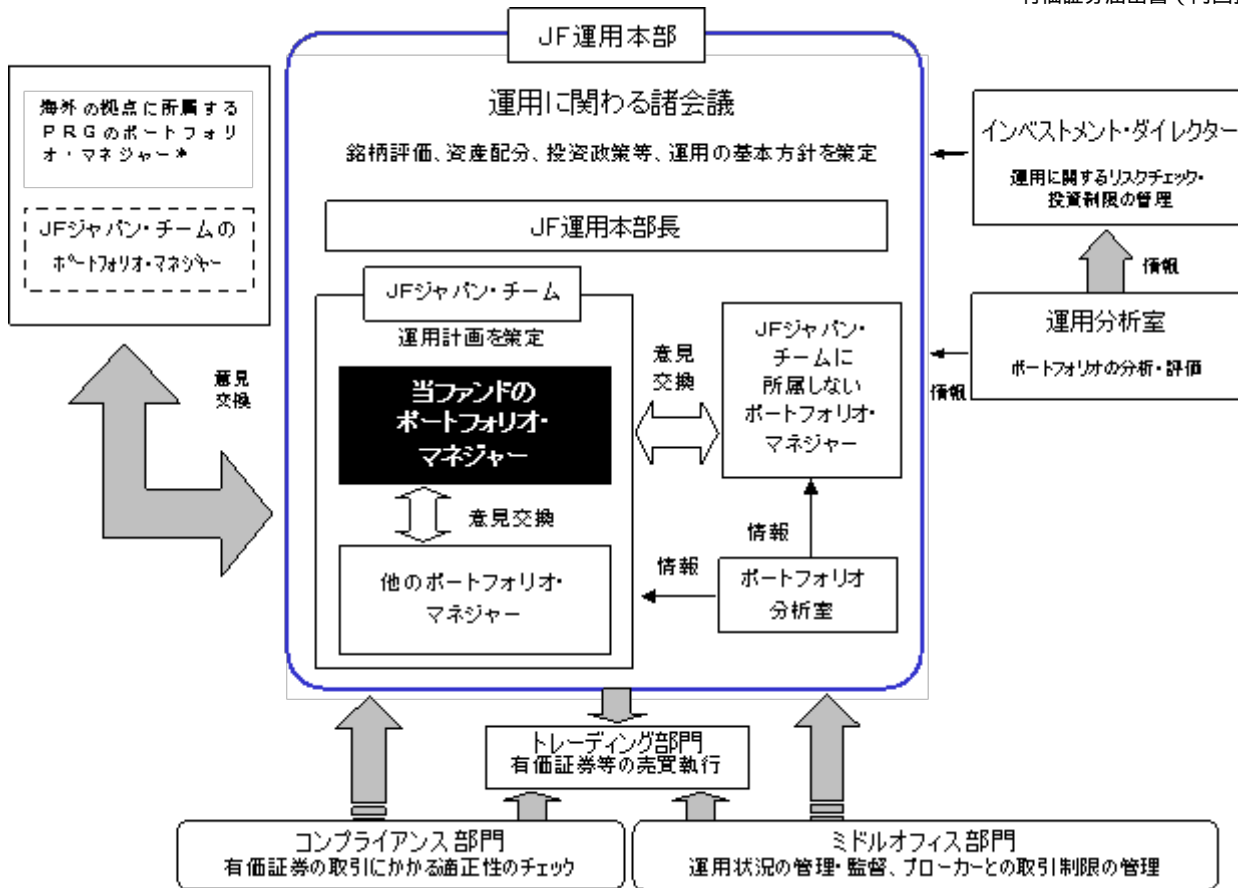 JF運用本部
運用に関わる諸会議
銘柄評価、資産配分、投資政策等、運用の基本方針を策定
JF運用本部長
海外の拠点に所属する
PRGのポートフォリ
オ・マネジャー*
JFジャパン・チームの
ポートフォリオ・マネジャー
意見
交換
JFジャパン・チーム
運用計画を策定
当ファンドの
ポートフォリオ・
マネジャー
意見交換
他のポートフォリオ・
マネジャー
意見
交換
JFジャパン・
チームに
所属しない
ポートフォリオ・
マネジャー
情報
情報
ポートフォリオ
分析室
インベストメント・ダイレクター
運用に関するリスクチェック・
投資制限の管理
情報
運用分析室
ポートフォリオの分析・評価
情報
トレーディング部門
有価証券等の売買執行
コンプライアンス部門
有価証券の取引にかかる適正性のチェック
ミドルオフィス部門
運用状況の管理・監督、ブローカーとの取引制限の管理